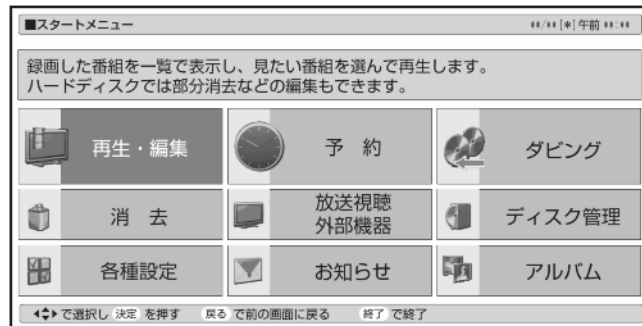 ■スタートメニュー
**/** [*] 午前 **:**
録画した番組を一覧で表示し、見たい番組を選んで再生します。
ハードディスクでは部分消去などの編集もできます。
再生・編集
予 約
ダビング
消 去
放送視聴
外部機器
ディスク管理
各種設定
お知らせ
アルバム
で選択し 決定 を押す 戻る で前の画面に戻る 終了 で終了